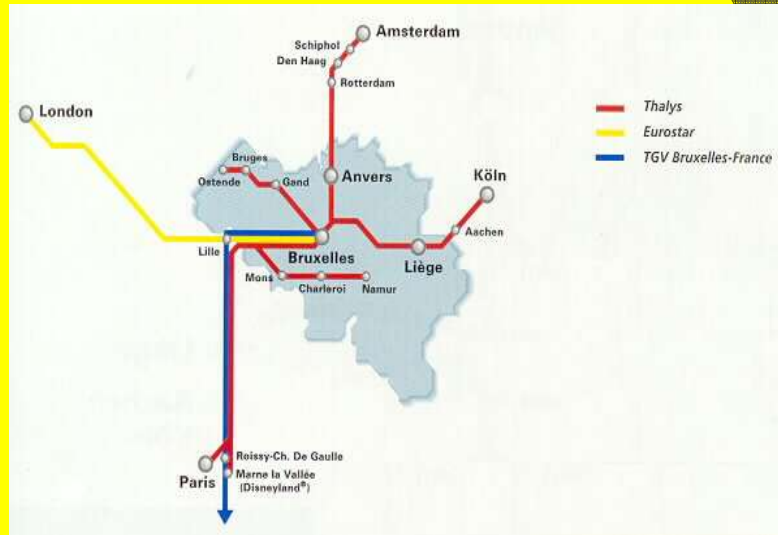 Amsterdam
Schiphol
Den Haag
Rotterdam
London
Thalys
Eurostar
TGV Bruxelles-France
Bruges
Ostende
Gand
Anvers
Köln
Aachen
Lille
Bruxelles
Liège
Mons
Charleroi
Namur
Roissy-Ch. De Gaulle
Paris
Marne la Vallée
(Disneyland®)